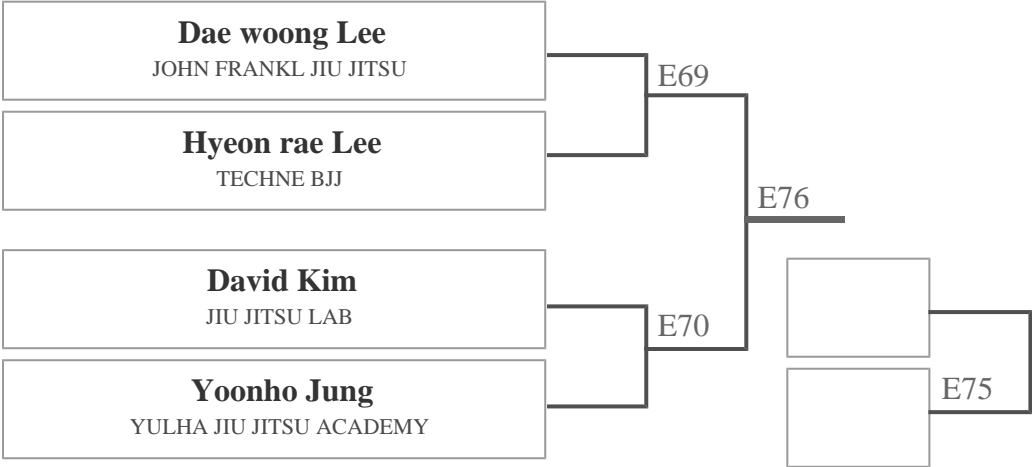 Dae woong Lee
JOHN FRANKL JIU JITSU
E69
Hyeon rae Lee
TECHNE BJJ
E76
David Kim
JIU JITSU LAB
E70
Yoonho Jung
YULHA JIU JITSU ACADEMY
E75